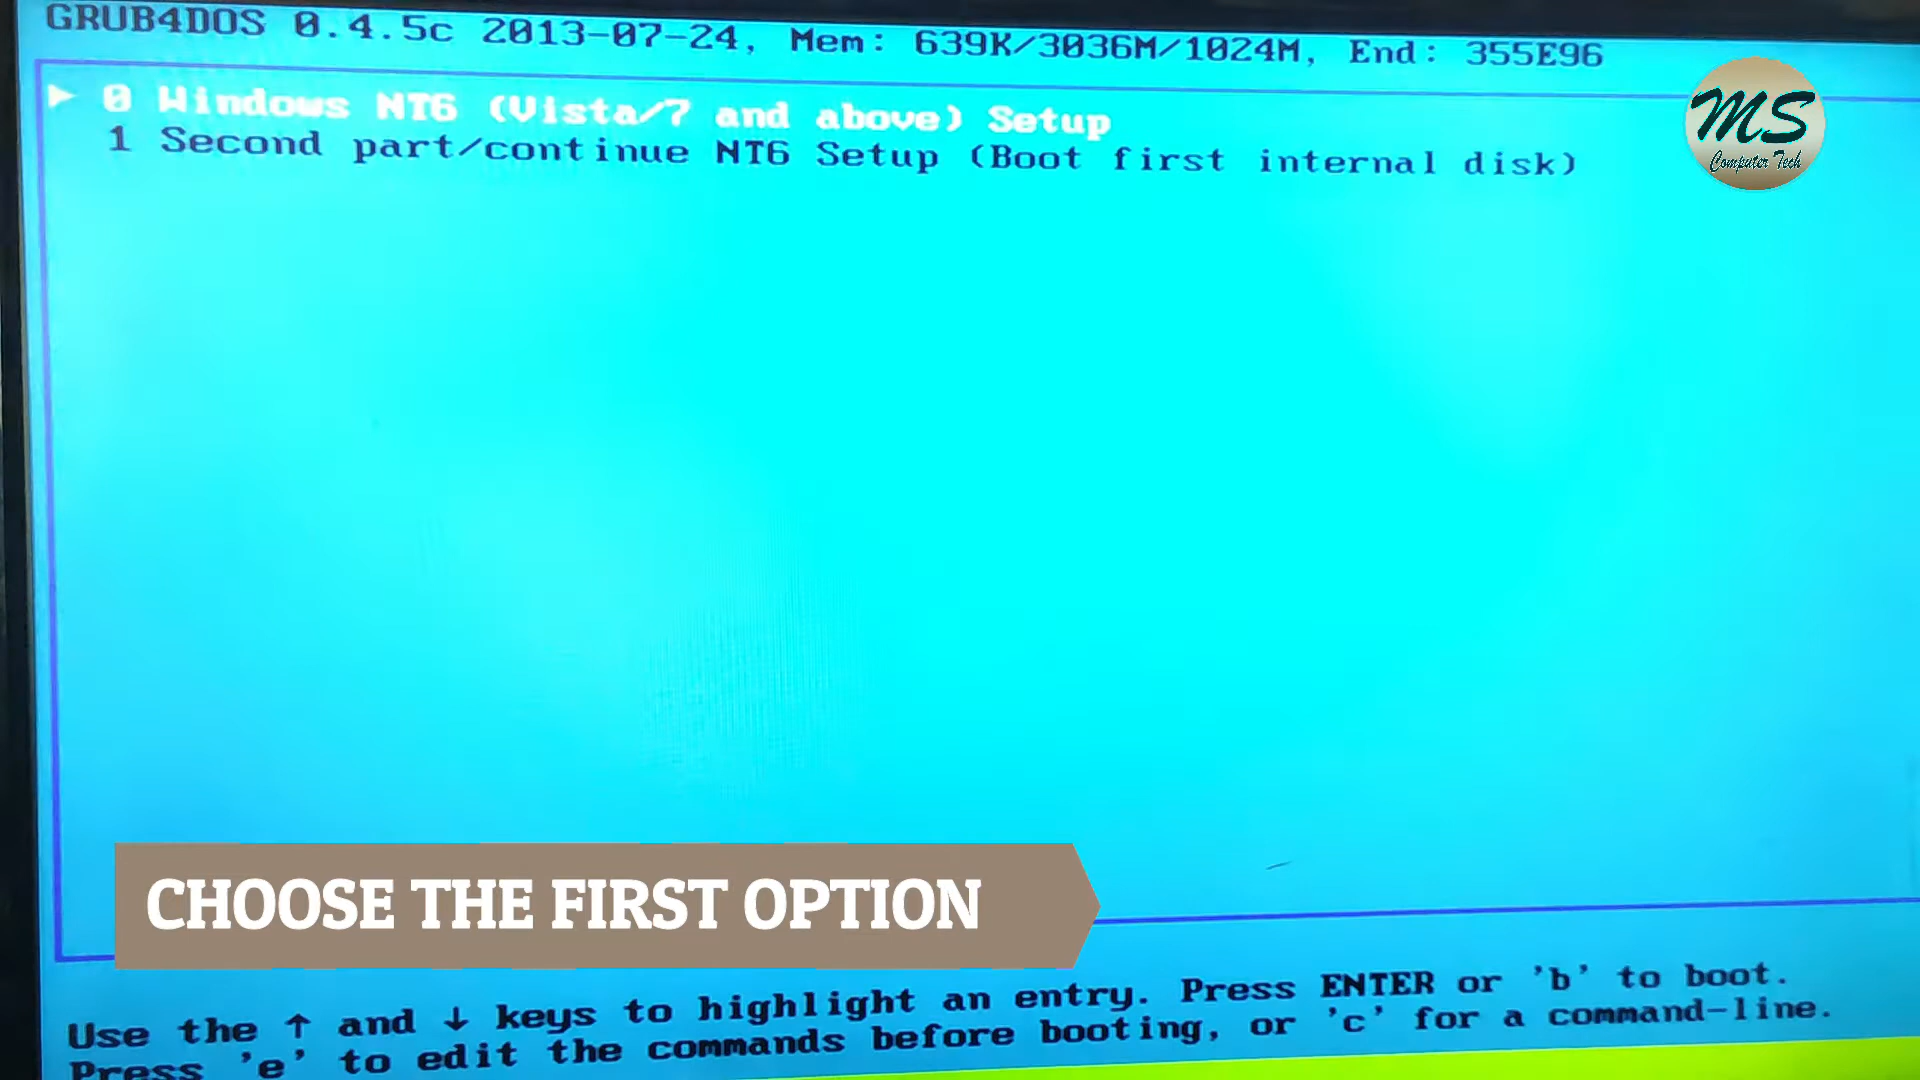 GRUB4DOS 0.4.5c 2013-07-24, Mem: 639K/3036M/1024M, End: 355E96
0 Windows NT6 (Vista/7 and above) Setup
1 Second part/continue NT6 Setup (Boot first internal disk)
MS
Computer Tech
CHOOSE THE FIRST OPTION
Use the ↑ and ↓ keys to highlight an entry. Press ENTER or 'b' to boot.
Press 'e' to edit the commands before booting, or 'c' for a command-line.